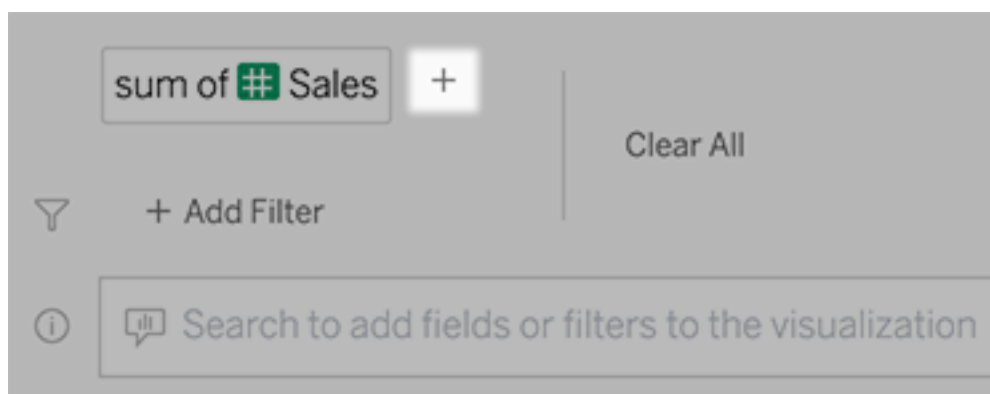 sum of # Sales +
Clear All
+ Add Filter
Search to add fields or filters to the visualization